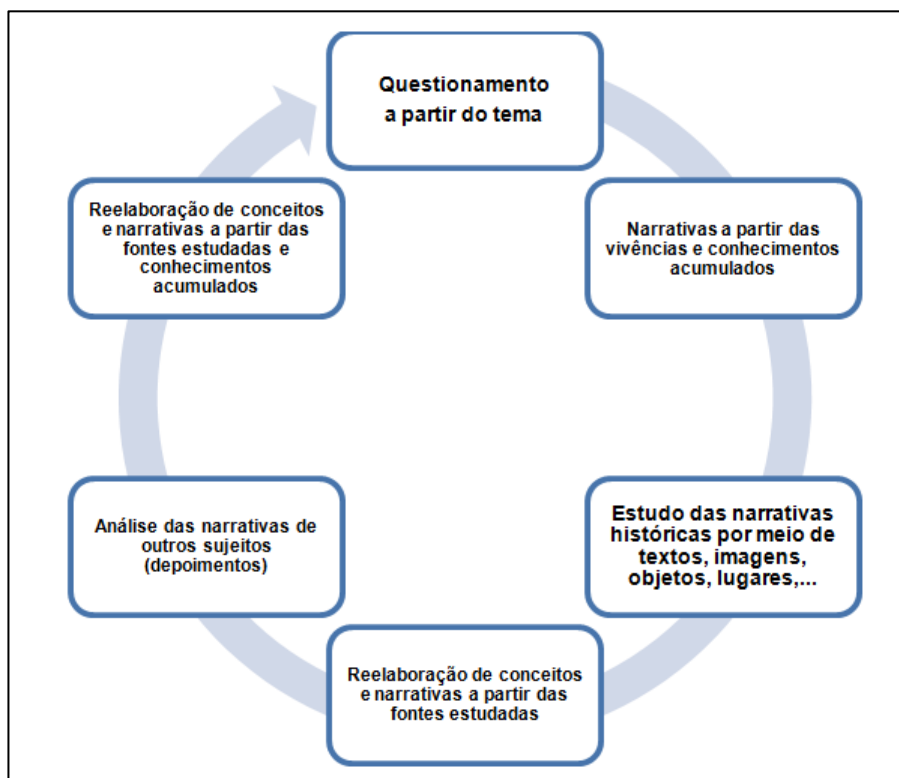 Questionamento
a partir do tema
Narrativas a partir das
vivências e conhecimentos
acumulados
Estudo das narrativas
históricas por meio de
textos, imagens,
objetos, lugares,...
Reelaboração de conceitos
e narrativas a partir das
fontes estudadas
Análise das narrativas de
outros sujeitos
(depoimentos)
Reelaboração de conceitos
e narrativas a partir das
fontes estudadas e
conhecimentos
acumulados